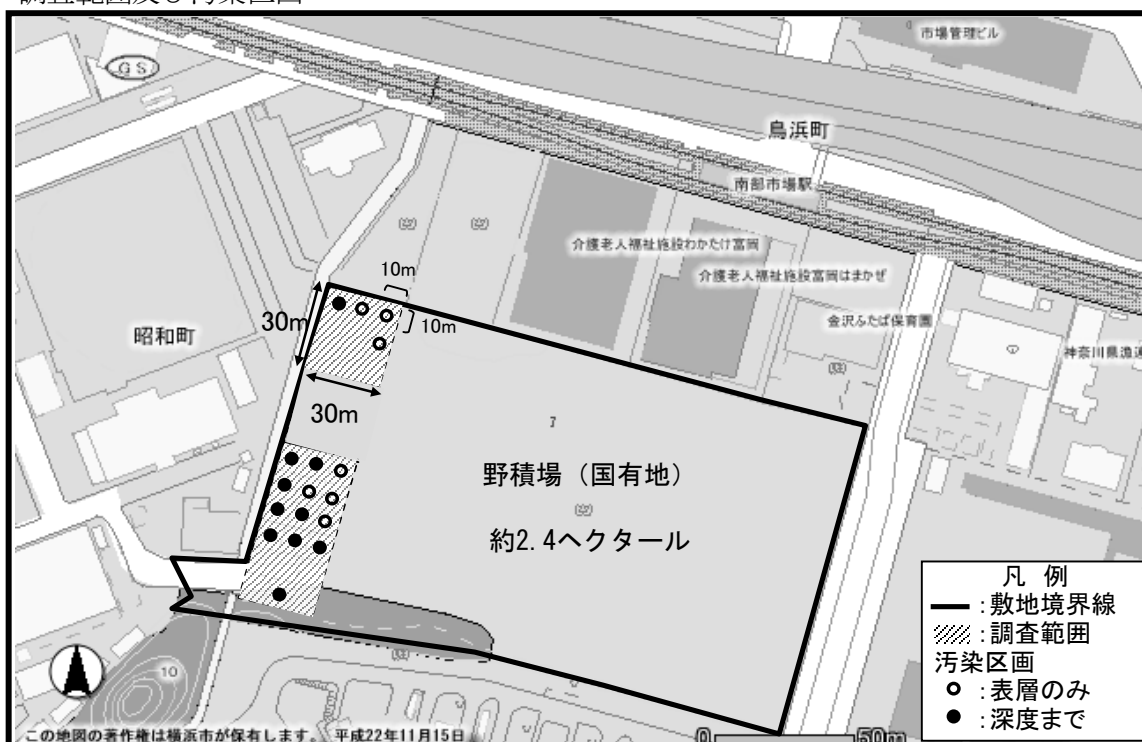 調査範囲及び汚染区画
市場管理ビル
GS
鳥浜町
南部市場駅
介護老人福祉施設わかたけ富岡
介護老人福祉施設富岡はまかぜ
10m
10m
30m
昭和町
金沢ふたば保育園
神奈川県漁連
30m
野積場（国有地）
約2.4ヘクタール
凡 例
:敷地境界線
:調査範囲
汚染区画
:表層のみ
:深度まで
10
この地図の著作権は横浜市が保有します。 平成22年11月15日
0 50m